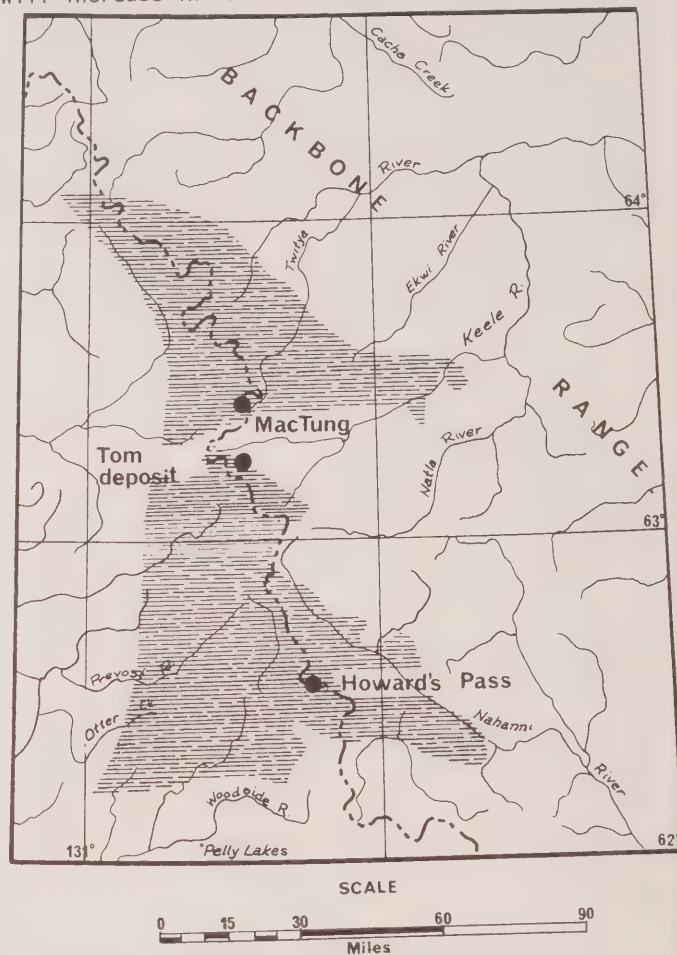 BACKBONE
Cache Creek
River
64°
Twitya
Ekwi River
Keele R.
RANGE
MacTung
Tom
deposit
Natla River
63°
Howard's Pass
Prevost R.
Otter
Nahanni
River
Woodside R.
131°
Pelly Lakes
62°
SCALE
0 15 30 60 90
Miles